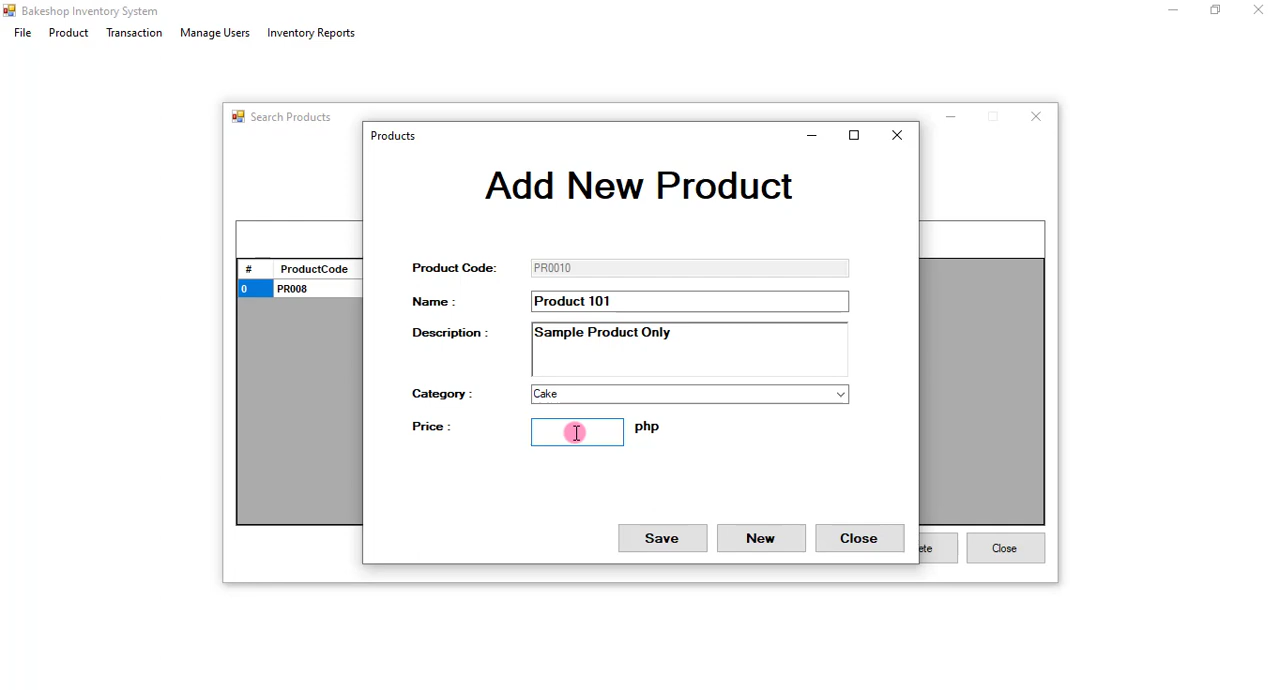 Bakeshop Inventory System
File Product Transaction Manage Users Inventory Reports
Search Products
Products
Add New Product
# ProductCode
0 PR008
Product Code: PR0010
Name : Product 101
Description : Sample Product Only
Category : Cake
Price : php
Save New Close
Close